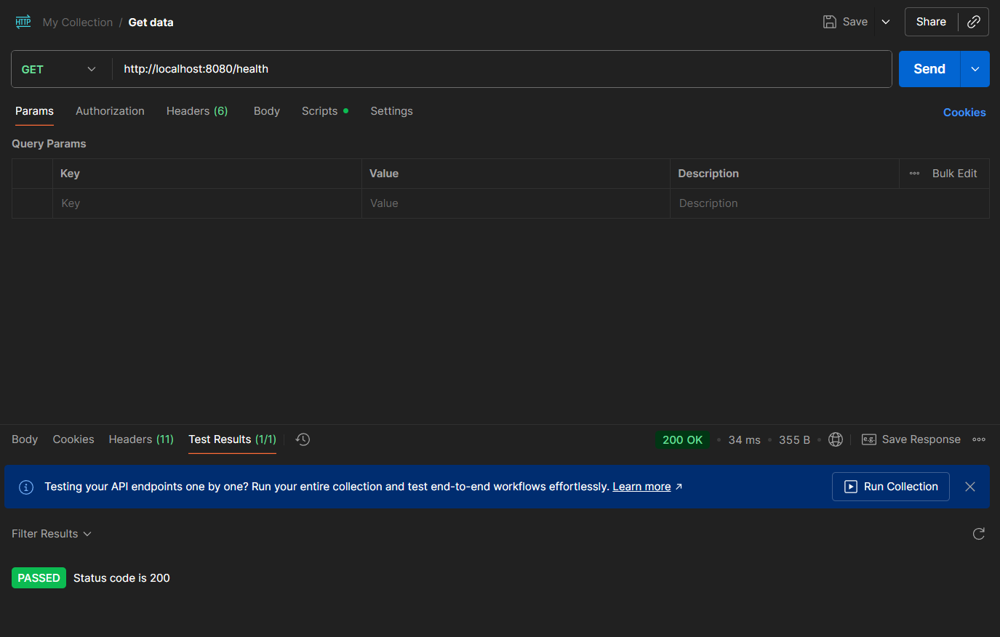 HTTP My Collection / Get data Save Share
GET http://localhost:8080/health Send
Params Authorization Headers (6) Body Scripts Settings Cookies
Query Params
Key Value Description Bulk Edit
Key Value Description
Body Cookies Headers (11) Test Results (1/1) 200 OK • 34 ms • 355 B • e.g. Save Response
Testing your API endpoints one by one? Run your entire collection and test end-to-end workflows effortlessly. Learn more ↗ Run Collection
Filter Results
PASSED Status code is 200